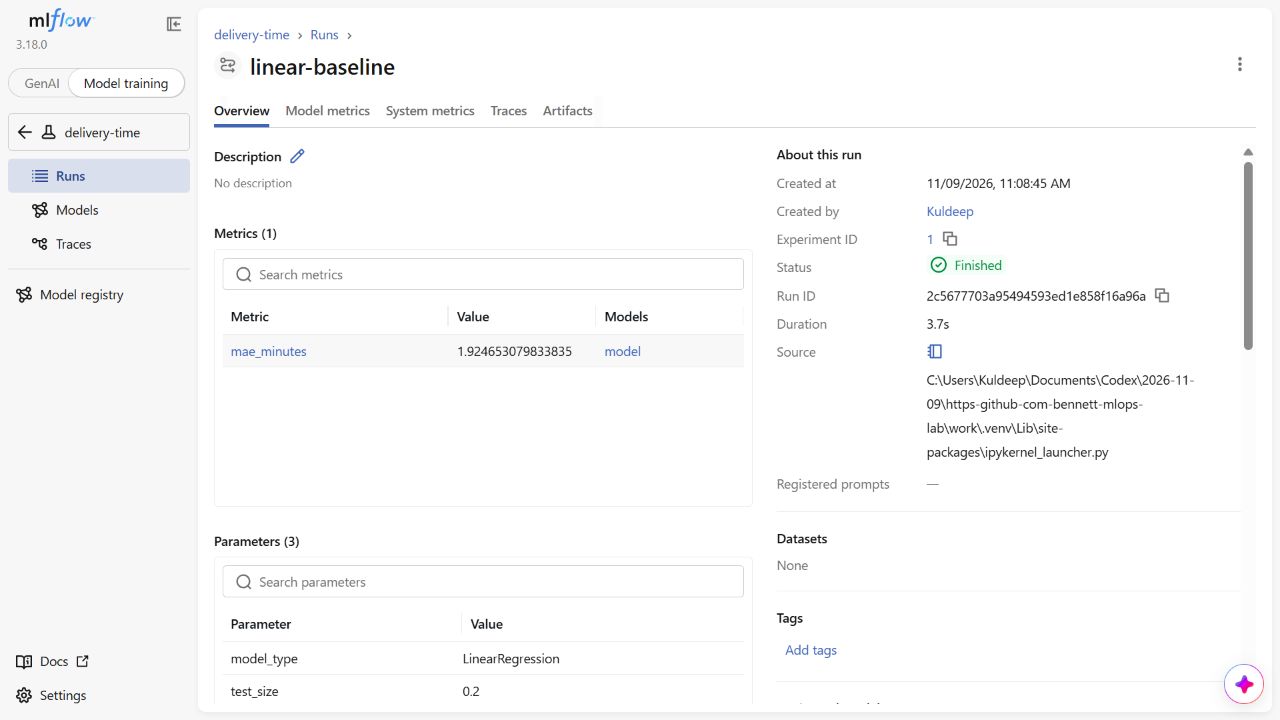 mlflow
3.18.0
GenAI
Model training
delivery-time
Runs
Models
Traces
Model registry
Docs
Settings
delivery-time › Runs ›
linear-baseline
Overview
Model metrics
System metrics
Traces
Artifacts
Description
No description
Metrics (1)
Search metrics
Metric Value Models
mae_minutes 1.924653079833835 model
Parameters (3)
Search parameters
Parameter Value
model_type LinearRegression
test_size 0.2
About this run
Created at 11/09/2026, 11:08:45 AM
Created by Kuldeep
Experiment ID 1
Status Finished
Run ID 2c5677703a95494593ed1e858f16a96a
Duration 3.7s
Source
C:\Users\Kuldeep\Documents\Codex\2026-11-
09\https-github-com-bennett-mlops-
lab\work\.venv\Lib\site-
packages\ipykernel_launcher.py
Registered prompts —
Datasets
None
Tags
Add tags